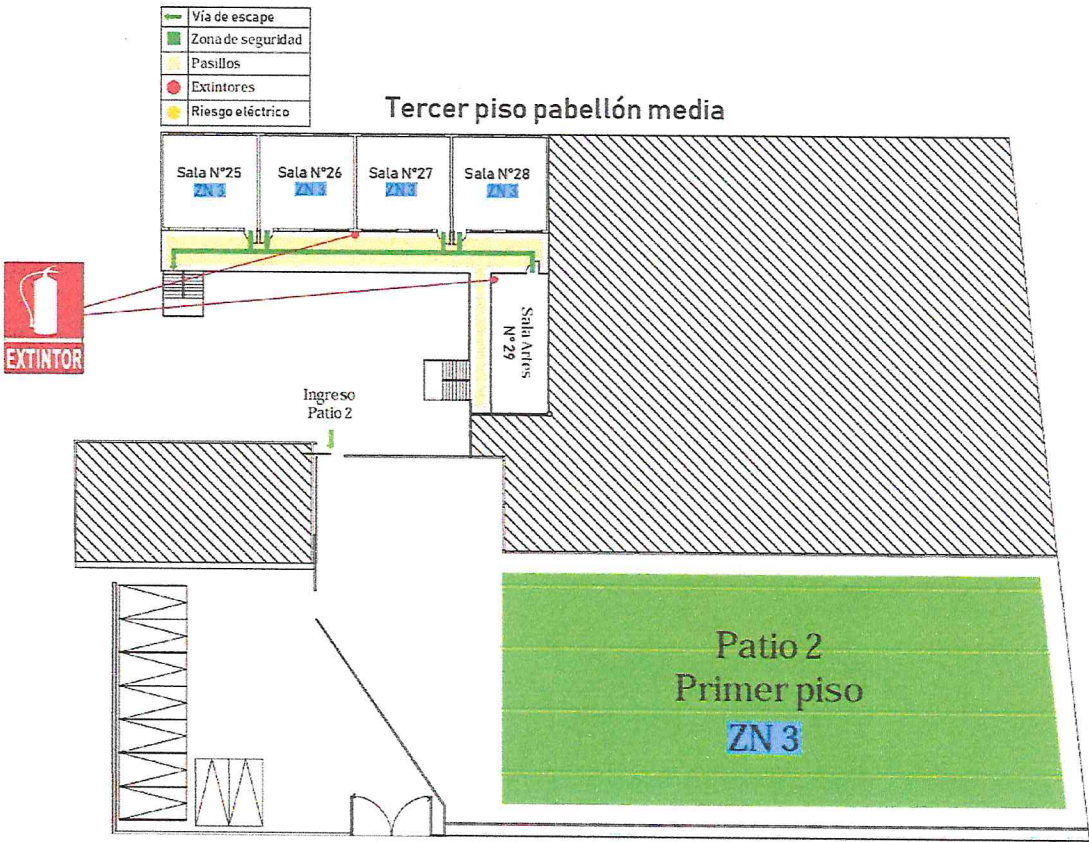 Vía de escape
Zona de seguridad
Pasillos
Extintores
Riesgo eléctrico
Tercer piso pabellón media
Sala N°25
ZN 3
Sala N°26
ZN 3
Sala N°27
ZN 3
Sala N°28
ZN 3
EXTINTOR
Sala Artes
N°29
Ingreso
Patio 2
Patio 2
Primer piso
ZN 3